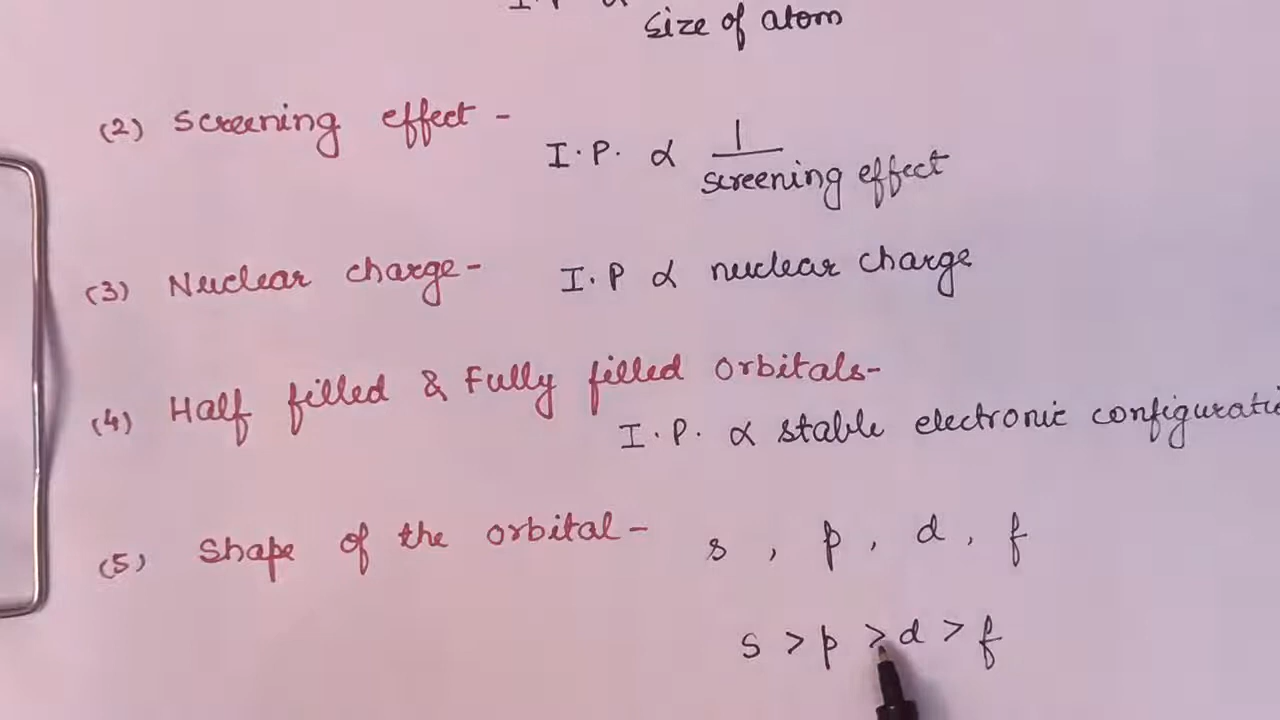 size of atom
(2) Screening effect -
I.P. ∝ 1
screening effect
(3) Nuclear charge -
I.P ∝ nuclear charge
(4) Half filled & Fully filled orbitals -
I.P. ∝ stable electronic configurati
(5) Shape of the orbital - s, p, d, f
s > p > d > f